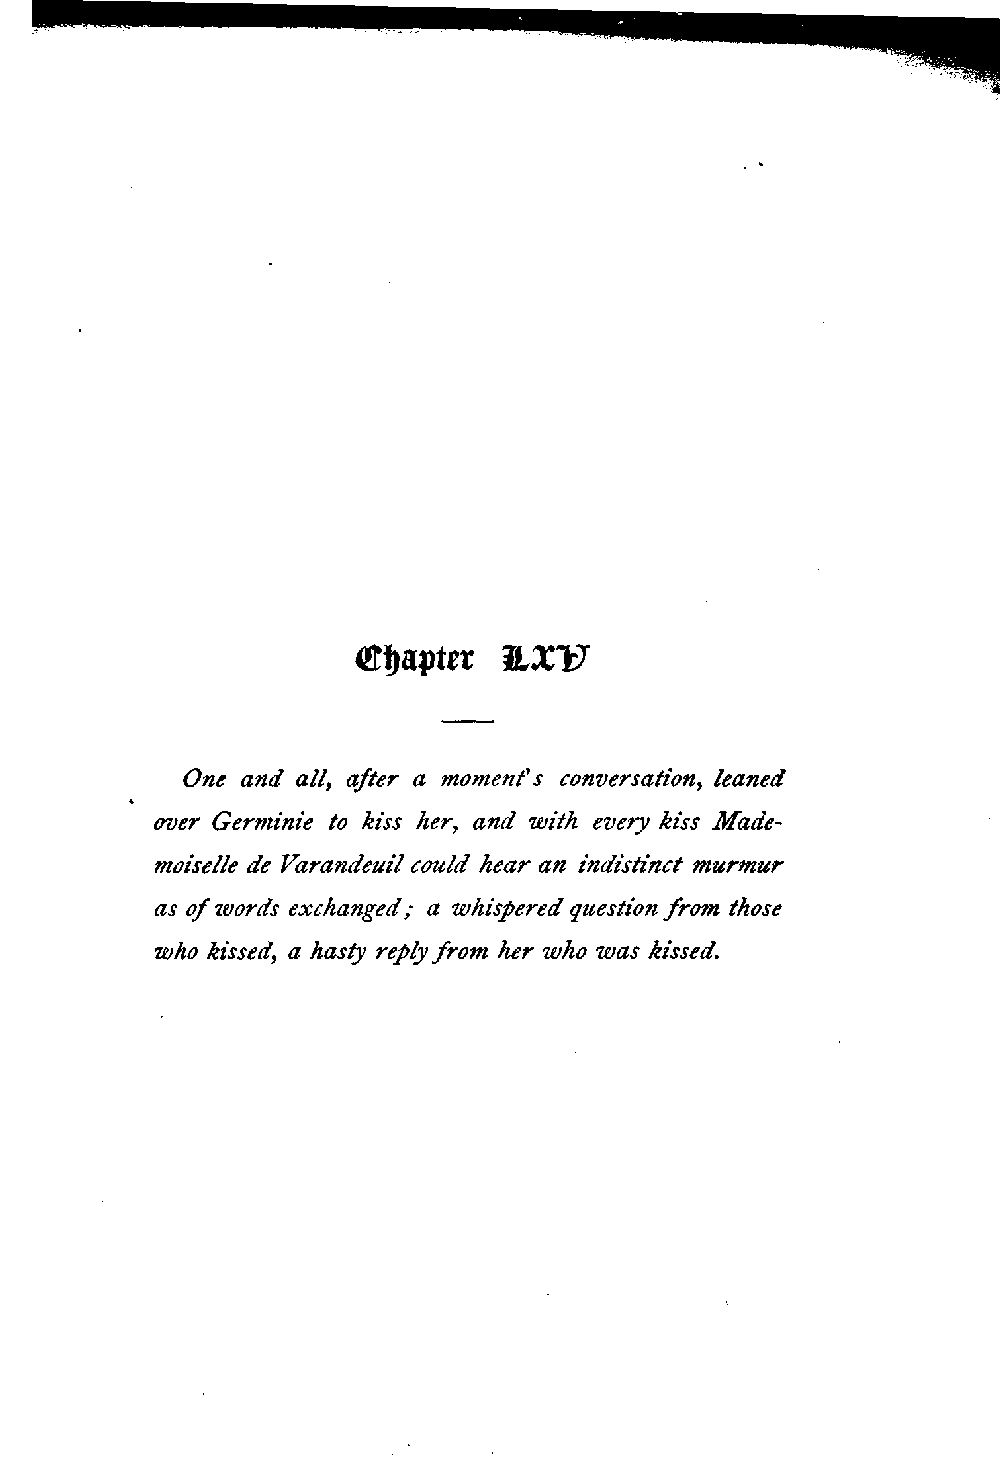 Chapter LXV
One and all, after a moment's conversation, leaned
over Germinie to kiss her, and with every kiss Made-
moiselle de Varandeuil could hear an indistinct murmur
as of words exchanged; a whispered question from those
who kissed, a hasty reply from her who was kissed.